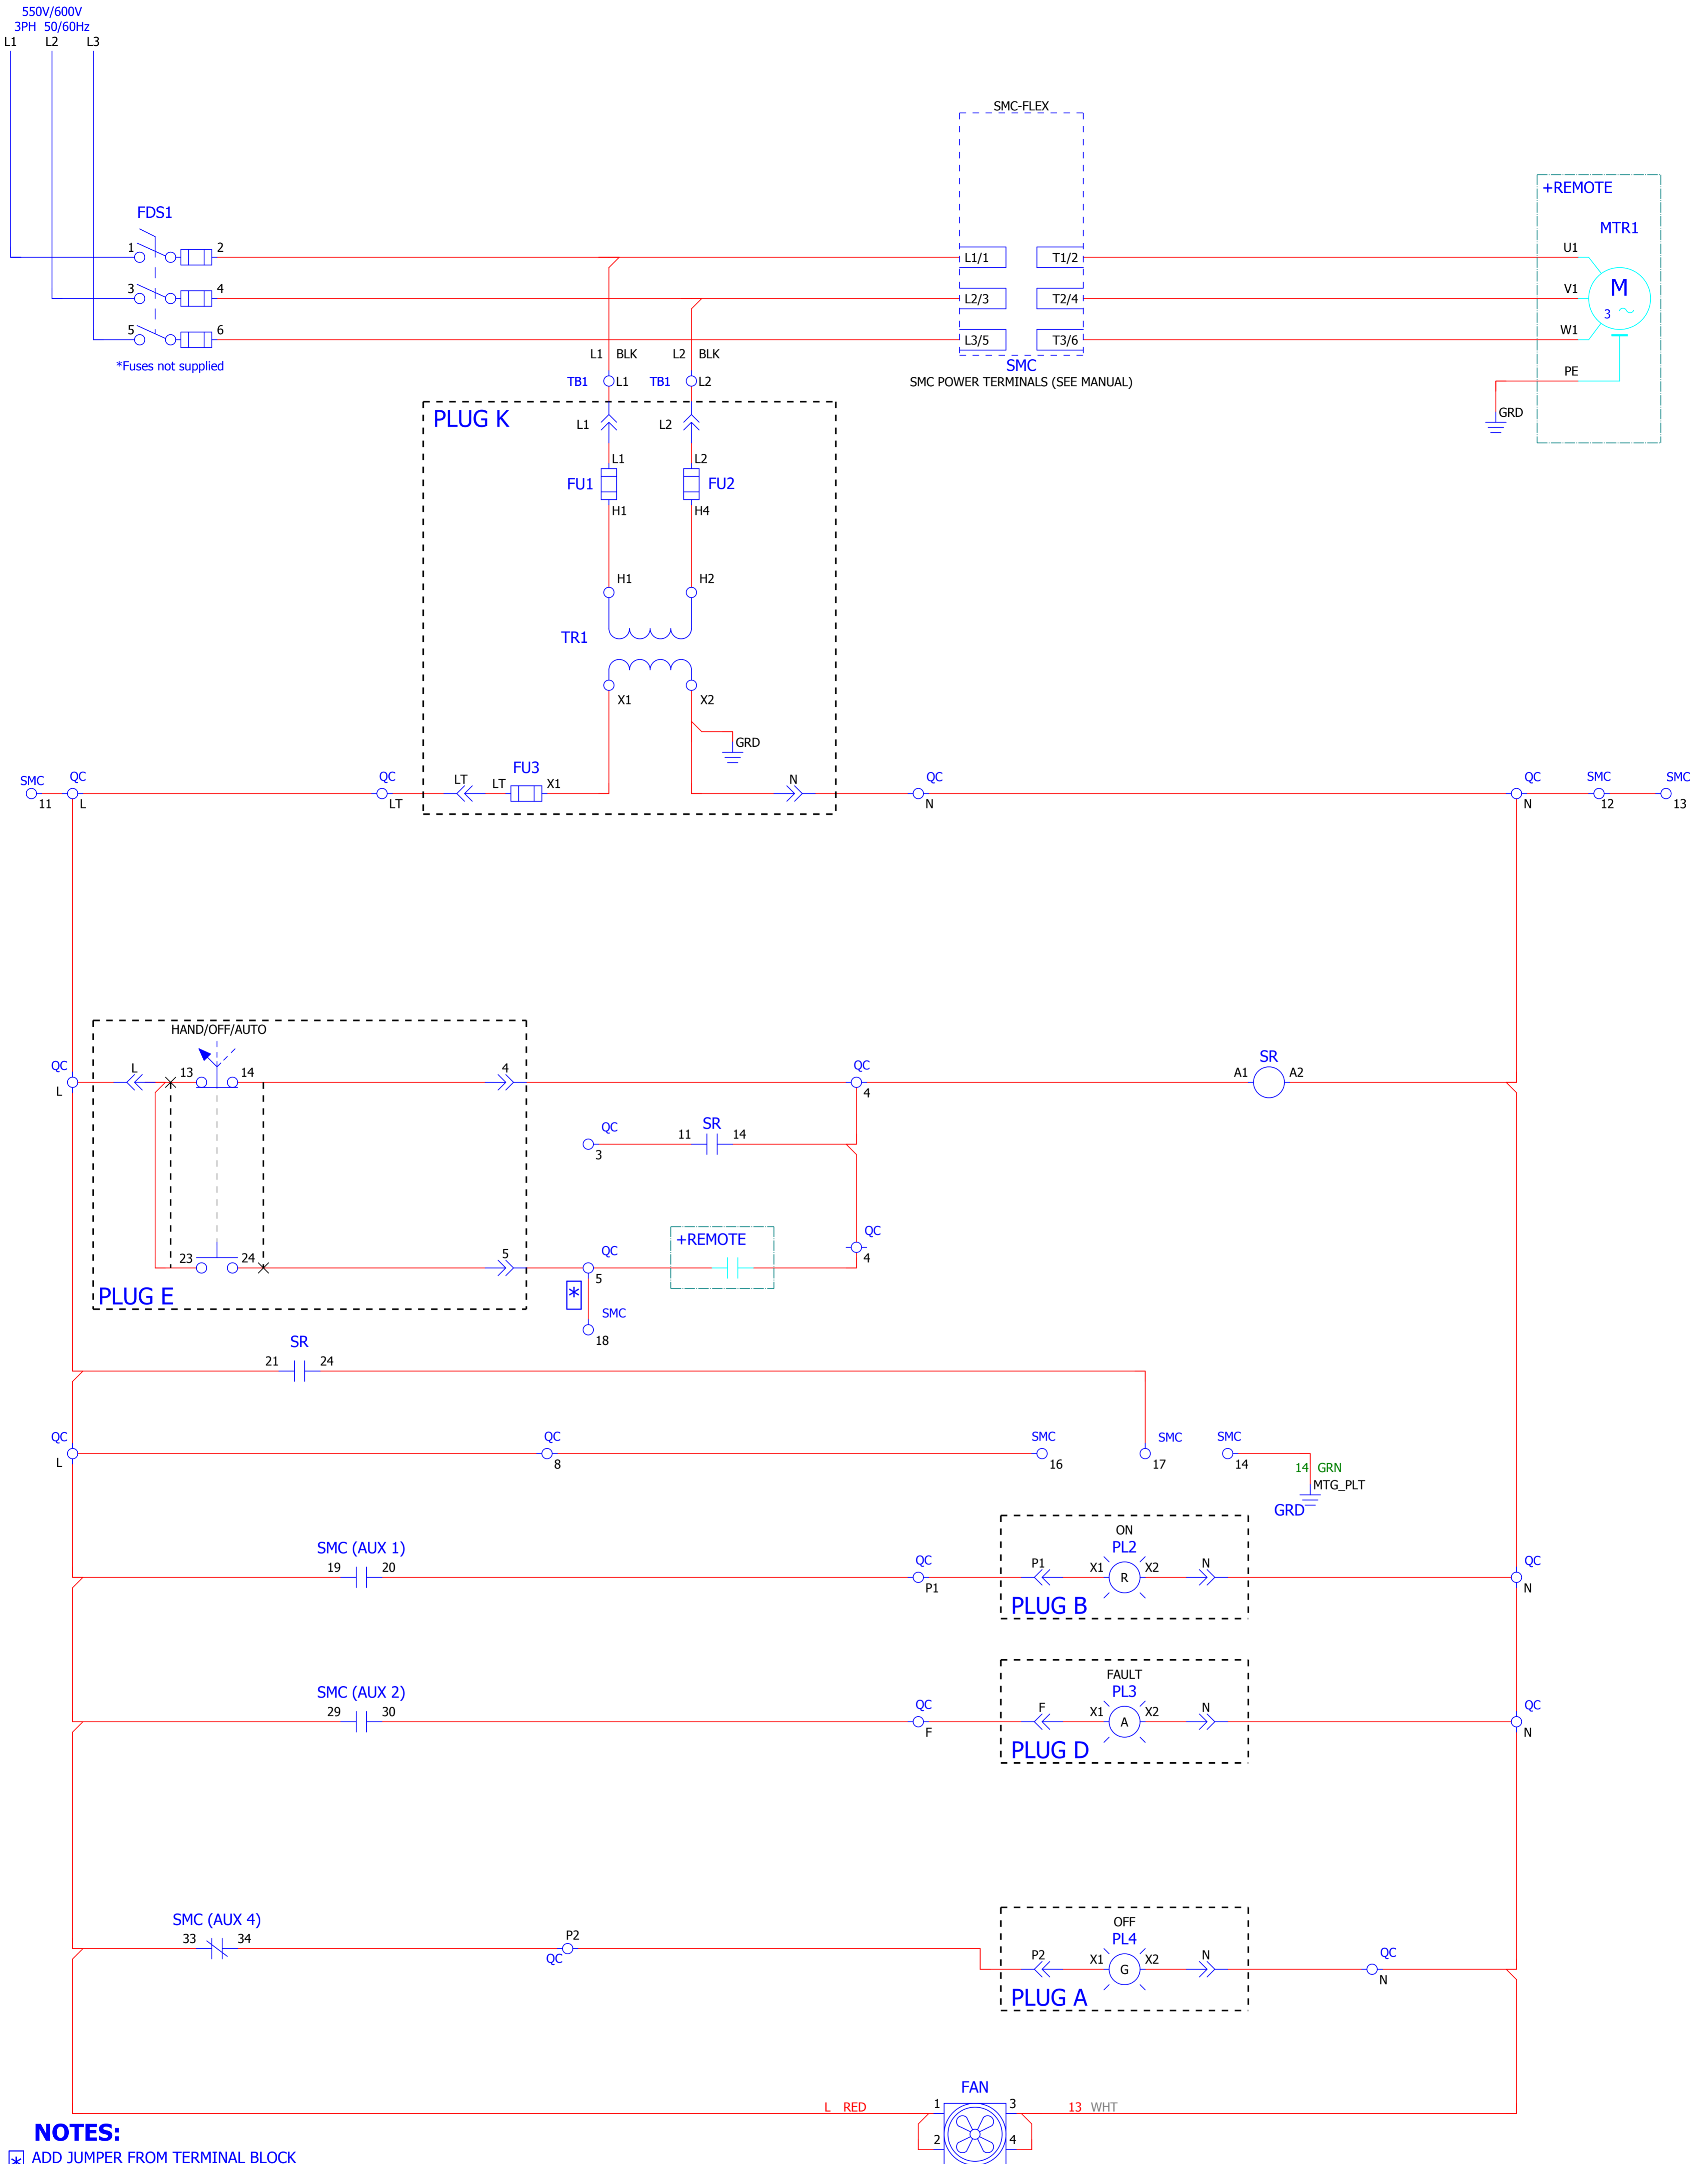 550V/600V
3PH 50/60Hz
L1 L2 L3
SMC-FLEX
+REMOTE
MTR1
FDS1
1 2 L1/1 T1/2 U1
3 4 L2/3 T2/4 V1 M
3
5 6 L3/5 T3/6 W1
*Fuses not supplied
L1 BLK L2 BLK
SMC
SMC POWER TERMINALS (SEE MANUAL)
PE
TB1 L1 TB1 L2
GRD
PLUG K
L1 L2
L1 L2
FU1 FU2
H1 H4
H1 H2
TR1
X1 X2
GRD
SMC QC QC LT LT FU3 X1 N QC QC SMC SMC
11 L LT N N 12 13
HAND/OFF/AUTO
QC L 13 14 4 QC SR
A1 A2
L 4
QC 11 SR 14
3
QC
4
+REMOTE
23 24 5 QC
5
PLUG E
*
SMC
18
SR
21 24
QC QC SMC SMC SMC
L 8 16 17 14
14 GRN
MTG_PLT
GRD
ON
SMC (AUX 1) PL2
19 20 QC P1 X1 R X2 N QC
P1 N
PLUG B
FAULT
SMC (AUX 2) PL3
29 30 QC F X1 A X2 N QC
F N
PLUG D
OFF
SMC (AUX 4) PL4
33 34 P2
QC
P2 X1 G X2 N QC
N
PLUG A
FAN
L RED 1 3 13 WHT
2 4
NOTES:
* ADD JUMPER FROM TERMINAL BLOCK